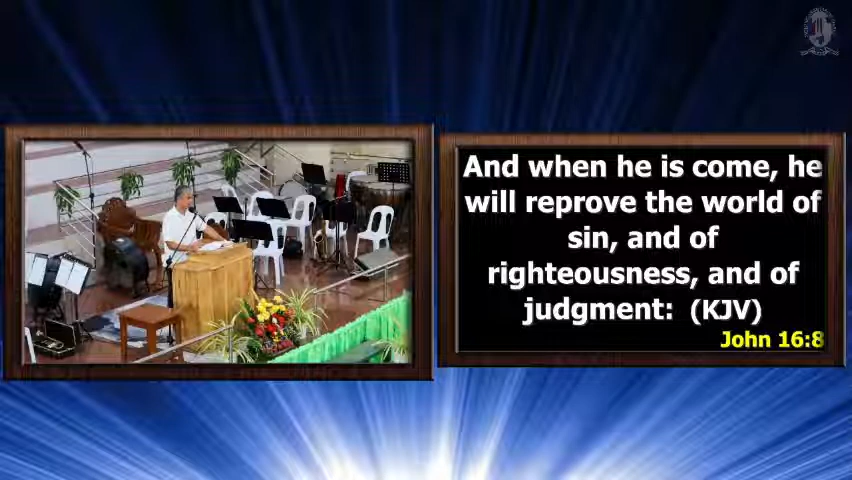 And when he is come, he
will reprove the world of
sin, and of
righteousness, and of
judgment: (KJV)
John 16:8